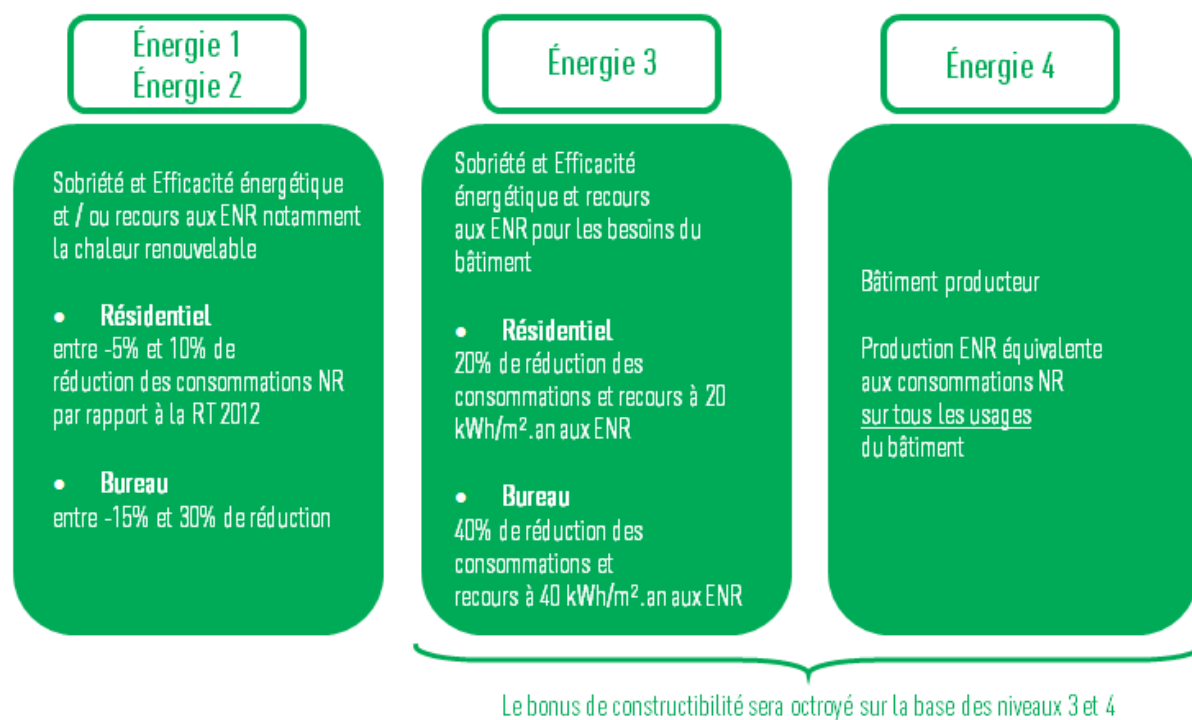 Énergie 1
Énergie 2
Sobriété et Efficacité énergétique
et / ou recours aux ENR notamment
la chaleur renouvelable
• Résidentiel
entre -5% et 10% de
réduction des consommations NR
par rapport à la RT 2012
• Bureau
entre -15% et 30% de réduction
Énergie 3
Sobriété et Efficacité
énergétique et recours
aux ENR pour les besoins du
bâtiment
• Résidentiel
20% de réduction des
consommations et recours à 20
kWh/m².an aux ENR
• Bureau
40% de réduction des
consommations et
recours à 40 kWh/m².an aux ENR
Énergie 4
Bâtiment producteur
Production ENR équivalente
aux consommations NR
sur tous les usages
du bâtiment
Le bonus de constructibilité sera octroyé sur la base des niveaux 3 et 4